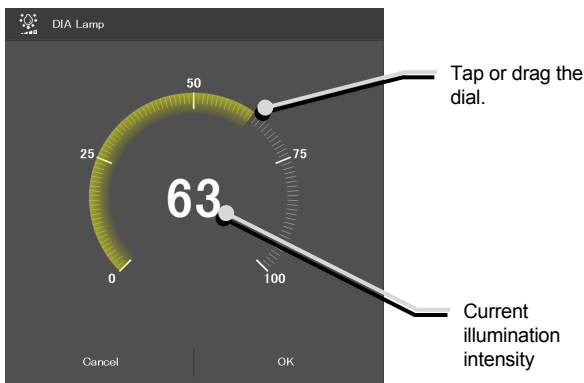 DIA Lamp
50
Tap or drag the
dial.
25
75
63
0
100
Current
illumination
intensity
Cancel
OK